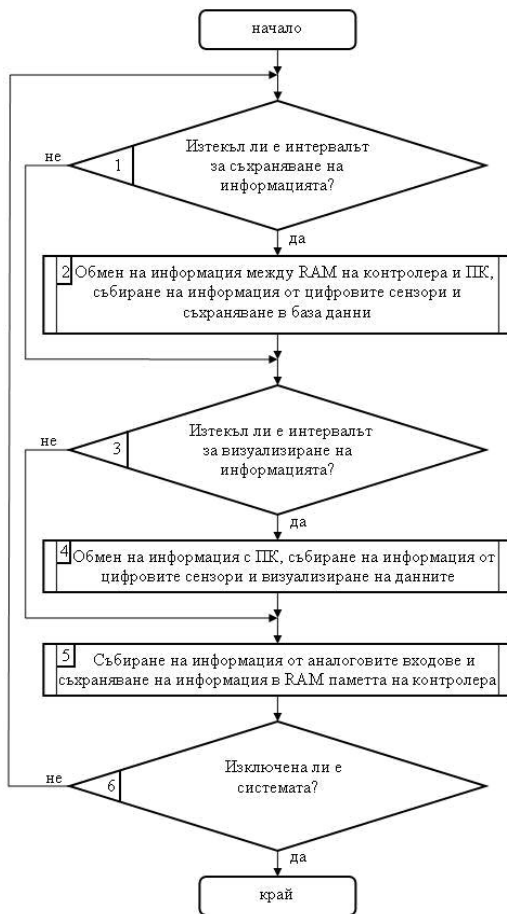 начало
Изтекъл ли е интервалът
не
за съхраняване на
1
информацията?
да
2
Обмен на информация между RAM на контролера и ПК,
събиране на информация от цифровите сензори и
съхраняване в база данни
Изтекъл ли е интервалът
не
за визуализиране на
3
информацията?
да
4
Обмен на информация с ПК, събиране на информация от
цифровите сензори и визуализиране на данните
5
Събиране на информация от аналоговите входове и
съхраняване на информация в RAM паметта на контролера
Изключена ли е
не
системата?
6
да
край